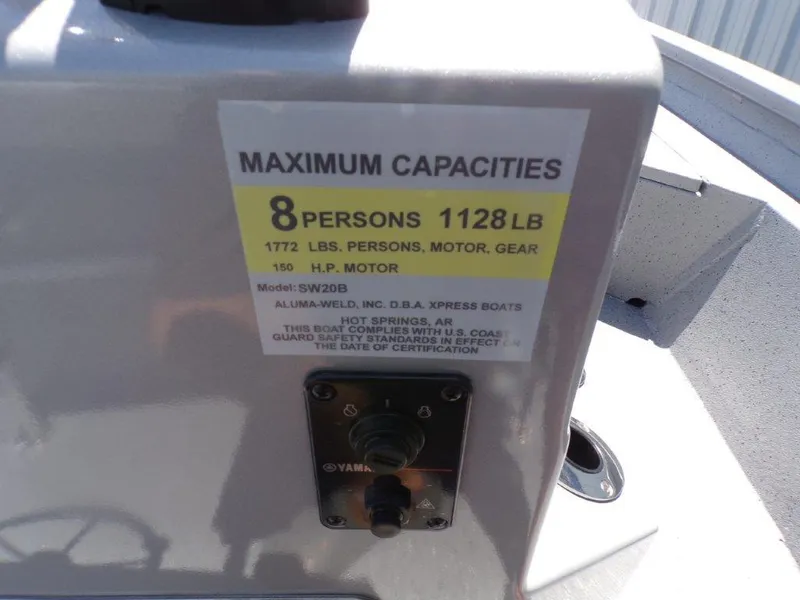 MAXIMUM CAPACITIES
8 PERSONS 1128 LB
1772 LBS. PERSONS, MOTOR, GEAR
150 H.P. MOTOR
Model: SW20B
ALUMA-WELD, INC. D.B.A. XPRESS BOATS
HOT SPRINGS, AR
THIS BOAT COMPLIES WITH U.S. COAST
GUARD SAFETY STANDARDS IN EFFECT ON
THE DATE OF CERTIFICATION
YAMA